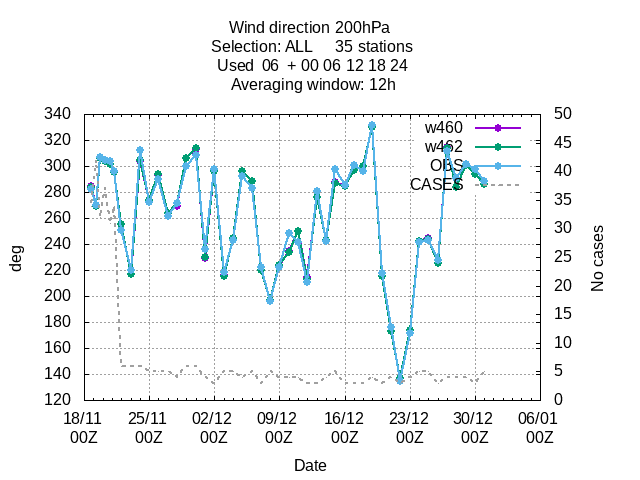 Wind direction 200hPa
Selection: ALL 35 stations
Used 06 + 00 06 12 18 24
Averaging window: 12h
340
320
300
280
260
240
220
200
180
160
140
120
deg
50
45
40
35
30
25
20
15
10
5
0
No cases
w460
w462
OBS
CASES
18/11 25/11 02/12 09/12 16/12 23/12 30/12 06/01
00Z 00Z 00Z 00Z 00Z 00Z 00Z 00Z
Date